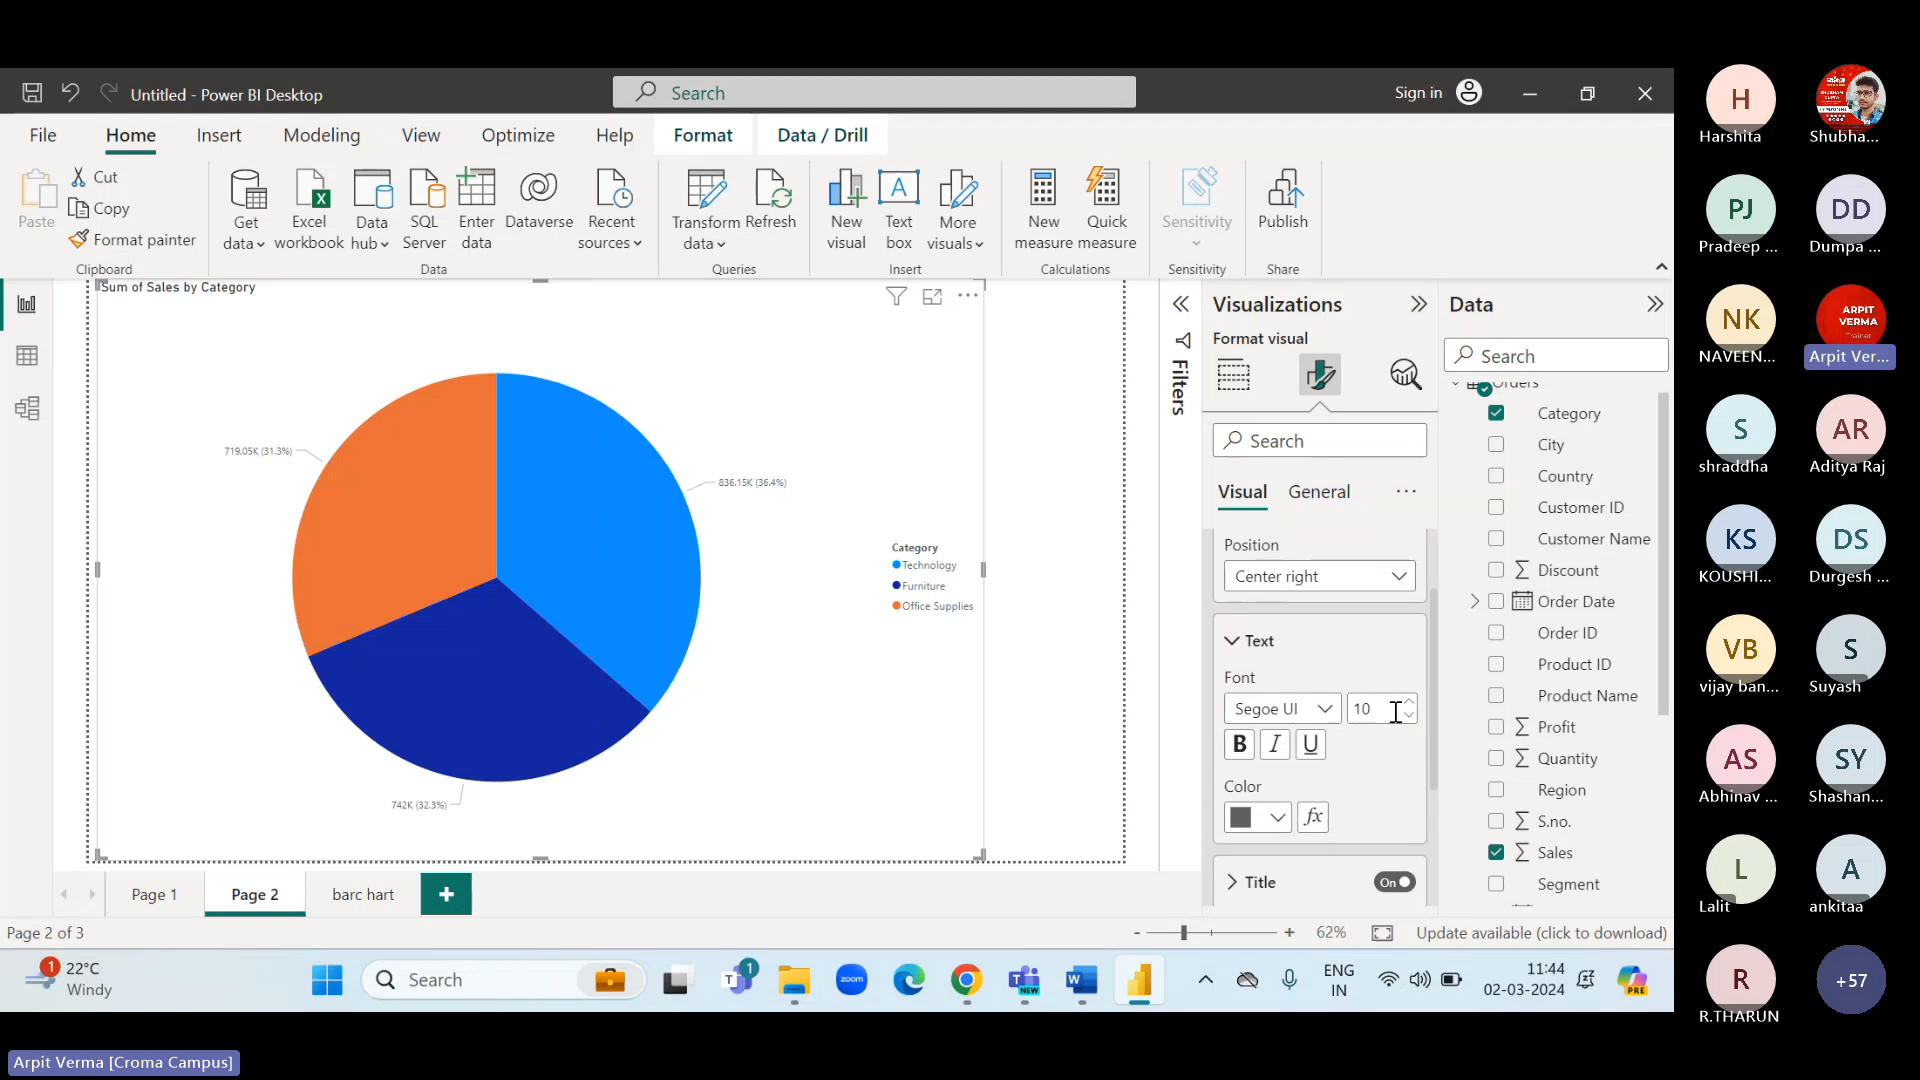 Untitled - Power BI Desktop
Search
Sign in
File
Home
Insert
Modeling
View
Optimize
Help
Format
Data / Drill
Paste
Cut
Copy
Format painter
Clipboard
Get data
Excel workbook
Data hub
SQL Server
Enter data
Dataverse
Recent sources
Data
Transform data
Refresh
Queries
New visual
Text box
More visuals
Insert
New measure
Quick measure
Calculations
Sensitivity
Sensitivity
Publish
Share
Sum of Sales by Category
719.05K (31.3%)
836.15K (36.4%)
742K (32.3%)
Category
Technology
Furniture
Office Supplies
Filters
Visualizations
Format visual
Search
Visual
General
Position
Center right
Text
Font
Segoe UI
10
B
I
U
Color
fx
Title
On
Data
Search
Orders
Category
City
Country
Customer ID
Customer Name
Discount
Order Date
Order ID
Product ID
Product Name
Profit
Quantity
Region
S.no.
Sales
Segment
Page 1
Page 2
barc hart
+
Page 2 of 3
-
+
62%
Update available (click to download)
1
22°C
Windy
Search
1
zoom
NEW
W
ENG
IN
11:44
02-03-2024
PRE
H
Harshita
Shubha...
PJ
Pradeep ...
DD
Dumpa ...
NK
NAVEEN...
ARPIT
VERMA
Trainer
Arpit Ver...
S
shraddha
AR
Aditya Raj
KS
KOUSHI...
DS
Durgesh ...
VB
vijay ban...
S
Suyash
AS
Abhinav ...
SY
Shashan...
L
Lalit
A
ankitaa
R
R.THARUN
+57
Arpit Verma [Croma Campus]